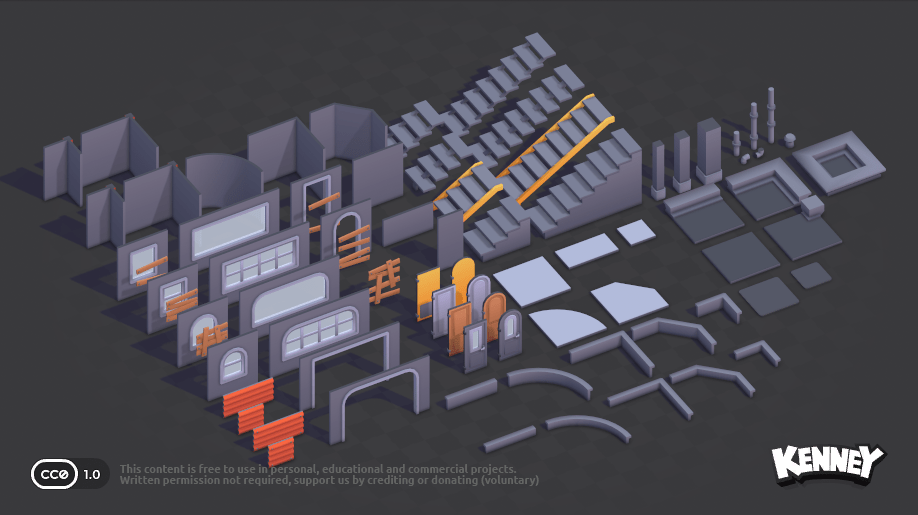 CC0 1.0
This content is free to use in personal, educational and commercial projects.
Written permission not required, support us by crediting or donating (voluntary)
KENNEY